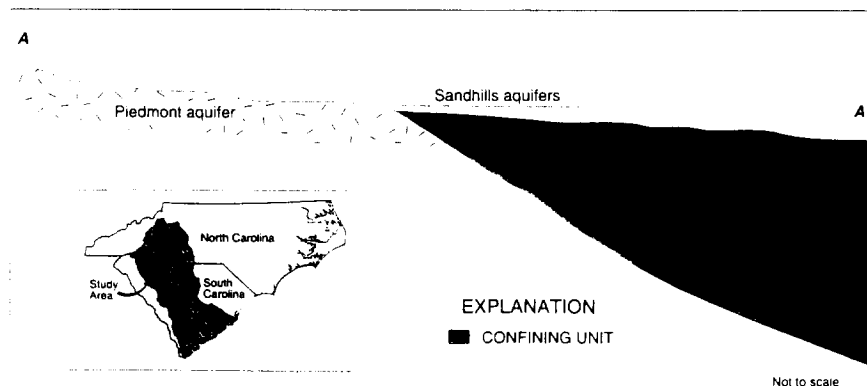 A
Sandhills aquifers
Piedmont aquifer
A
North Carolina
South
Carolina
Study
Area
EXPLANATION
CONFINING UNIT
Not to scale